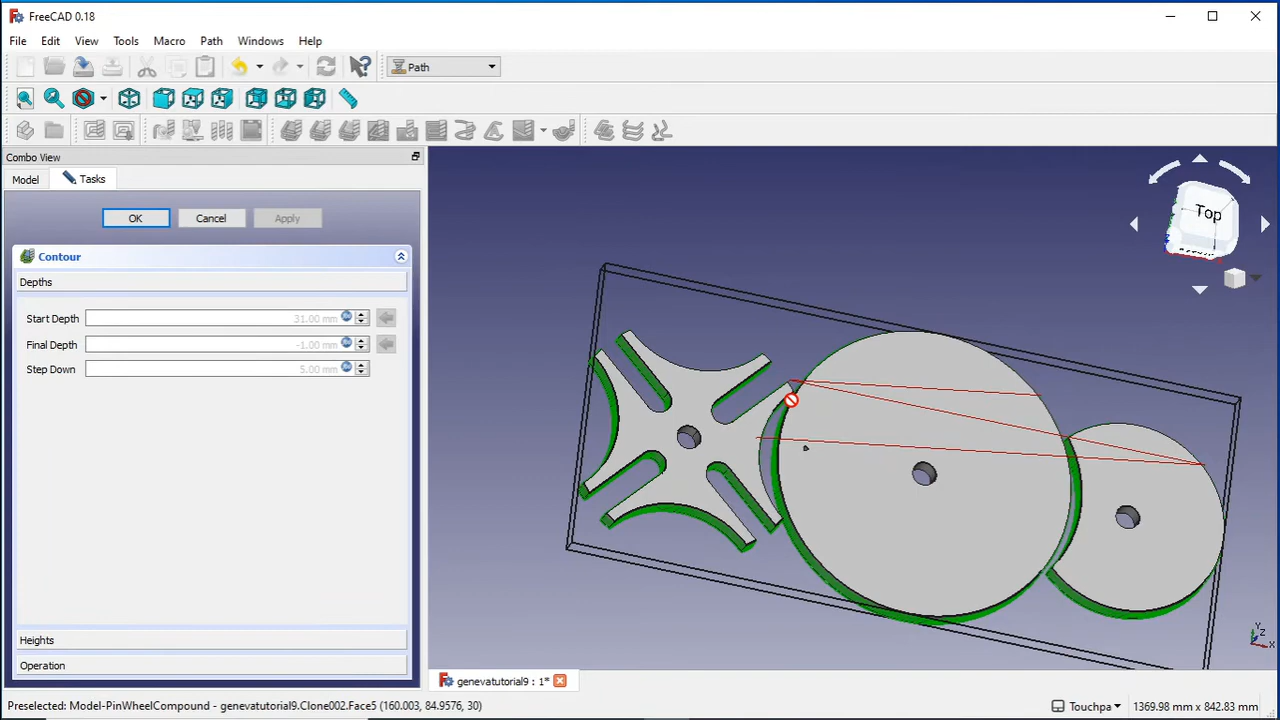 FreeCAD 0.18
File Edit View Tools Macro Path Windows Help
Path
Combo View
Model Tasks
OK Cancel Apply
Contour
Depths
Start Depth 31.00 mm
Final Depth -1.00 mm
Step Down 5.00 mm
Heights
Operation
Top
Y
Z
X
genevatutorial9 : 1*
Preselected: Model-PinWheelCompound - genevatutorial9.Clone002.Face5 (160.003, 84.9576, 30)
Touchpa 1369.98 mm x 842.83 mm